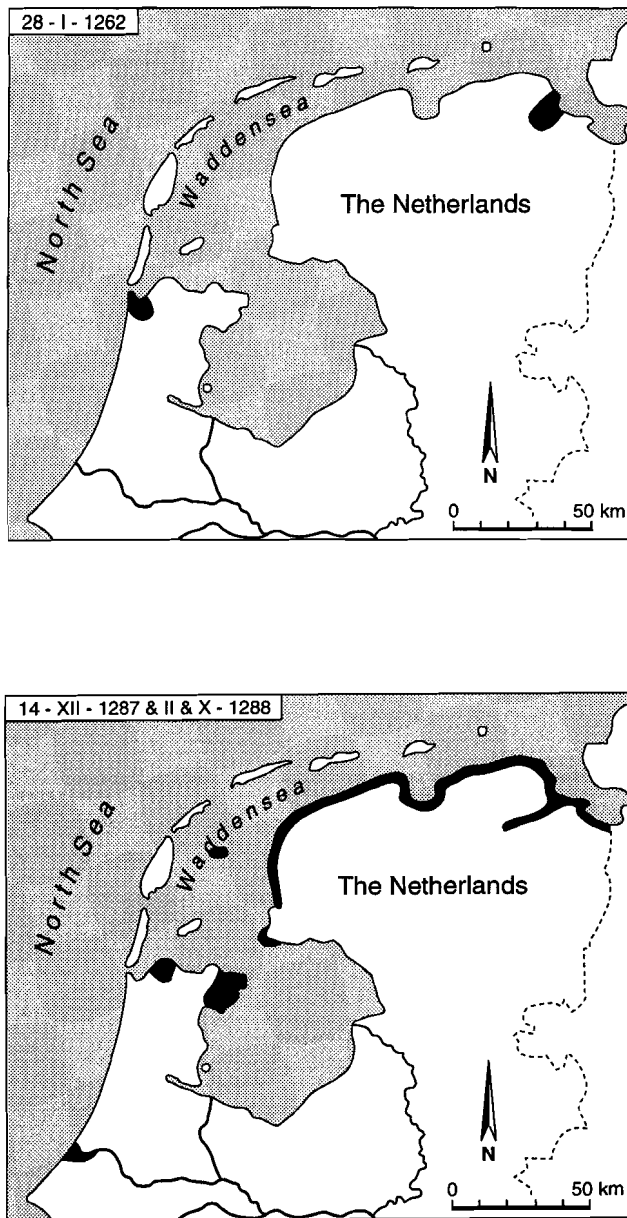 28 - I - 1262
North Sea
Waddensea
The Netherlands
N
0 50 km
14 - XII - 1287 & II & X - 1288
North Sea
Waddensea
The Netherlands
N
0 50 km